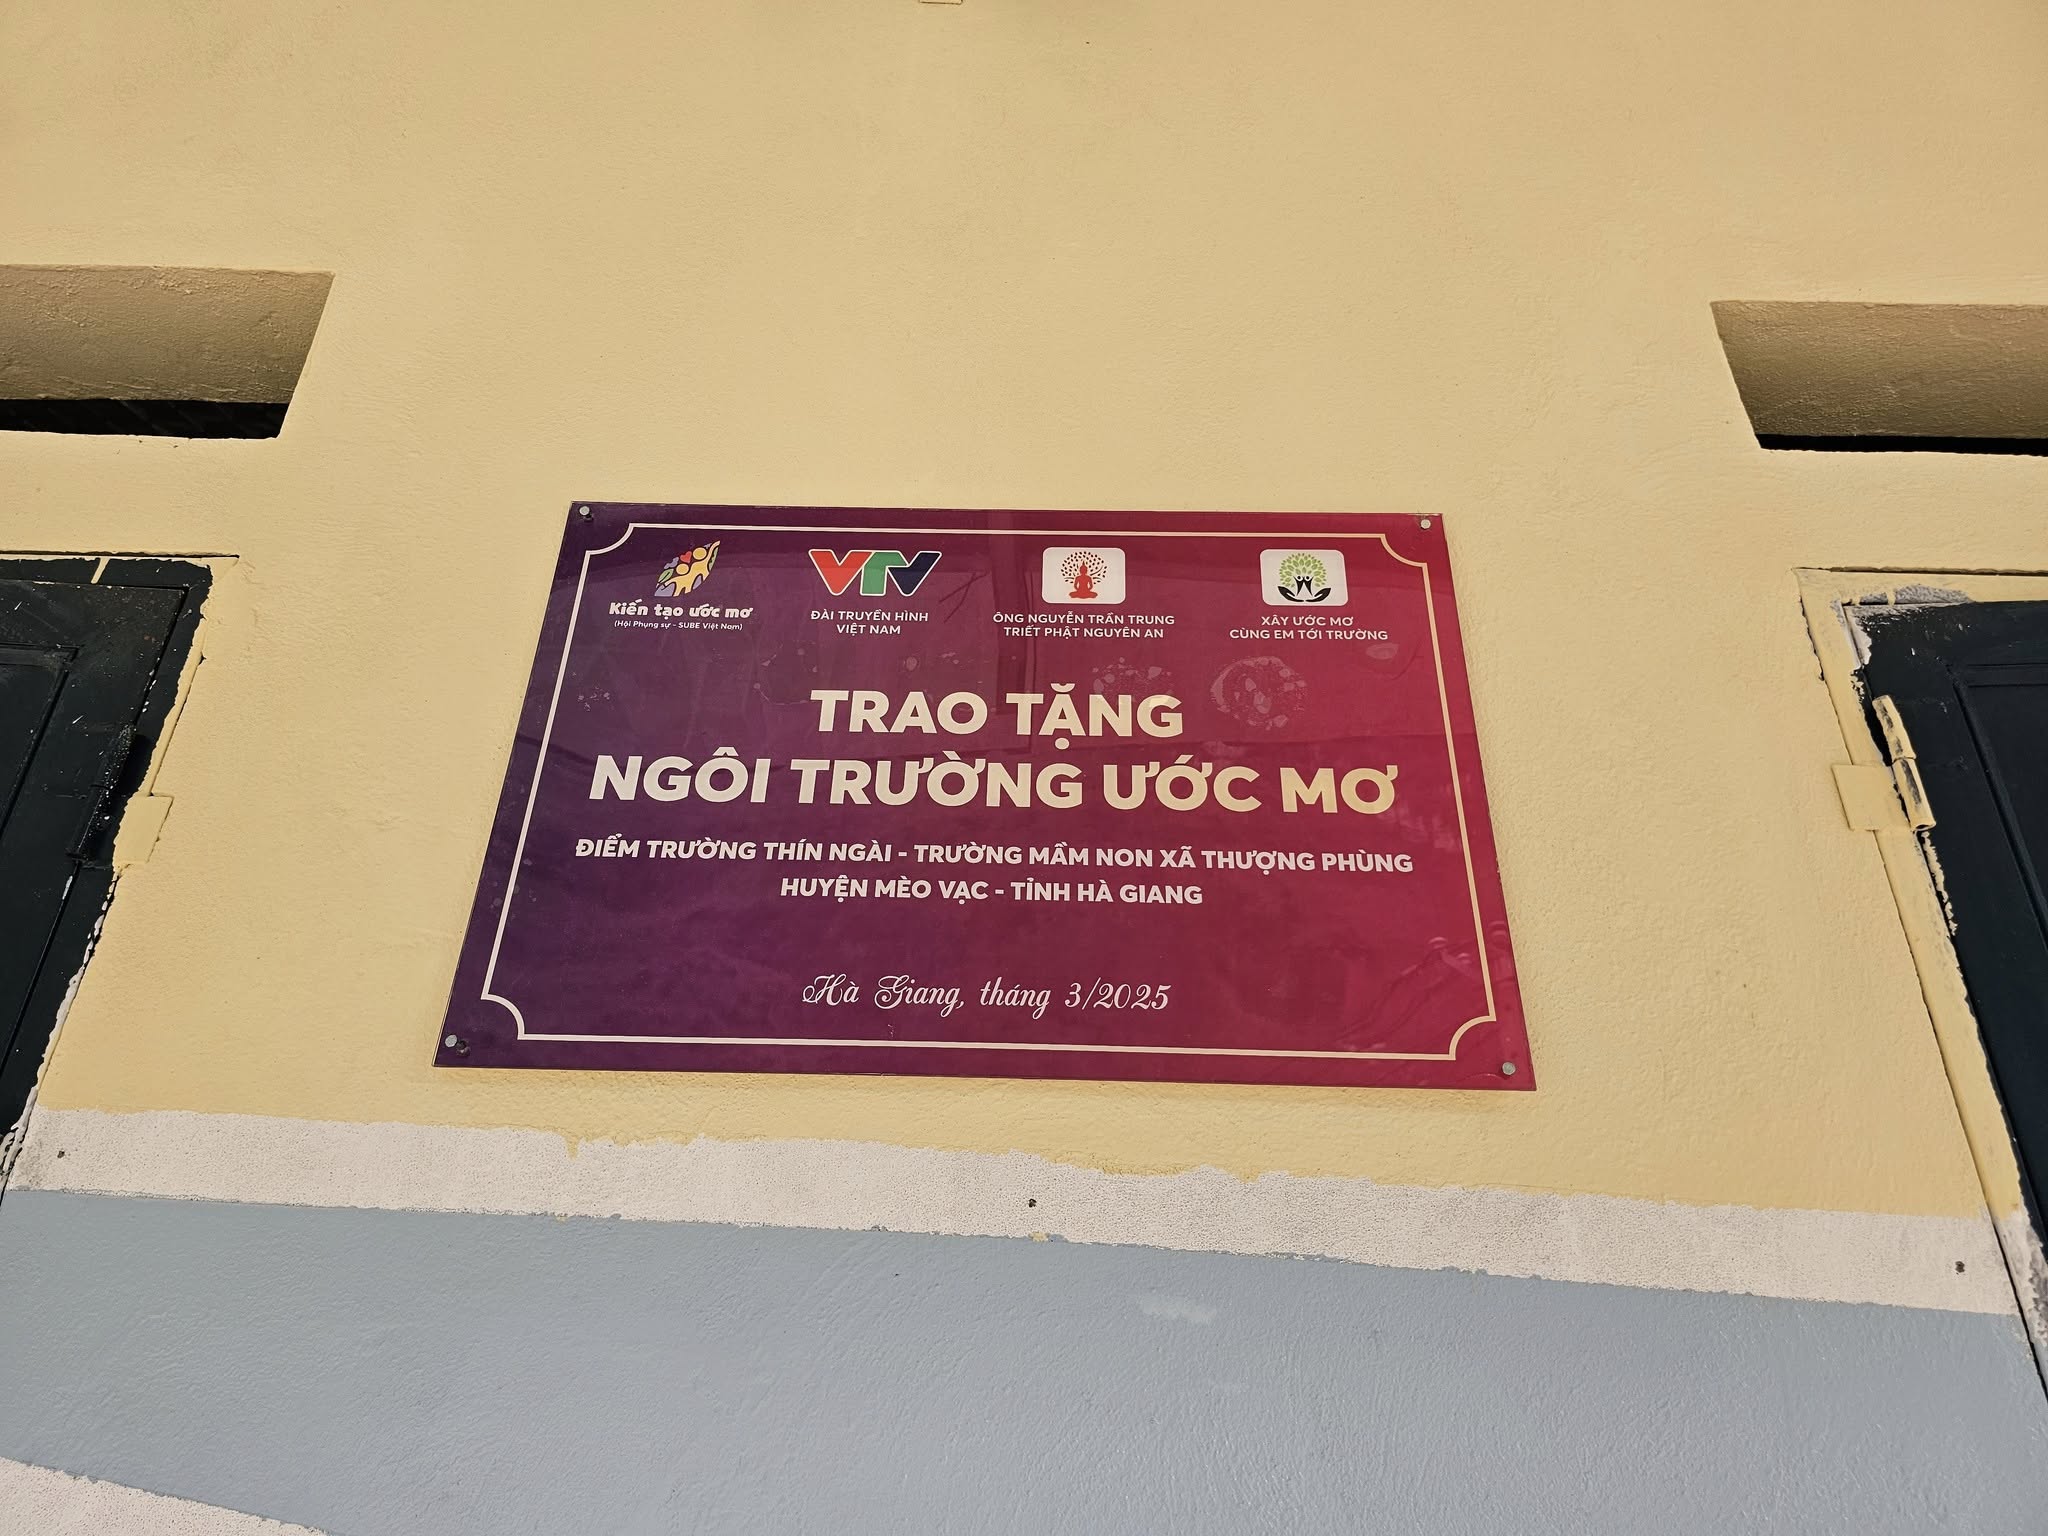 Kiến tạo ước mơ
(Hội Phụng sự - SUBE Việt Nam)
VTV
ĐÀI TRUYỀN HÌNH
VIỆT NAM
ÔNG NGUYỄN TRẦN TRUNG
TRIẾT PHẬT NGUYÊN AN
XÂY ƯỚC MƠ
CÙNG EM TỚI TRƯỜNG
TRAO TẶNG
NGÔI TRƯỜNG ƯỚC MƠ
ĐIỂM TRƯỜNG THÍN NGÀI - TRƯỜNG MẦM NON XÃ THƯỢNG PHÙNG
HUYỆN MÈO VẠC - TỈNH HÀ GIANG
Hà Giang, tháng 3/2025